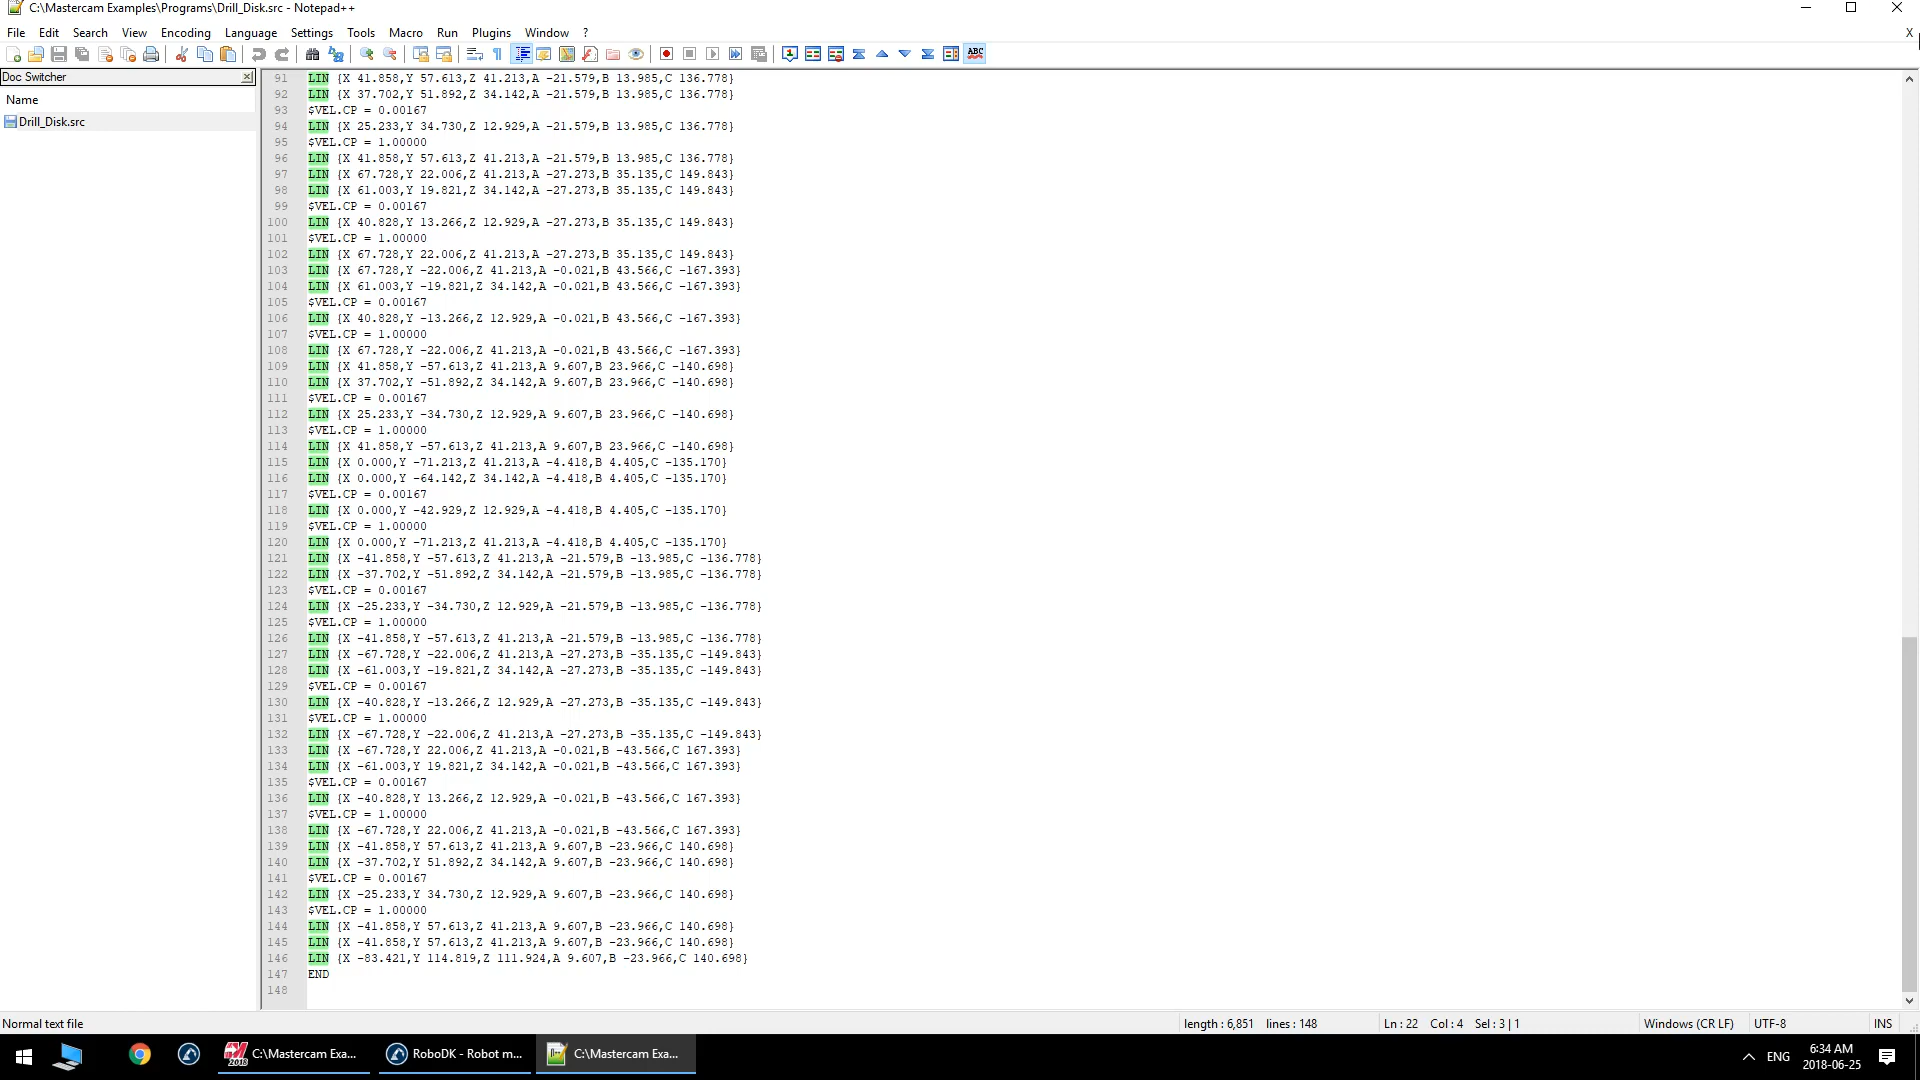 C:\Mastercam Examples\Programs\Drill_Disk.src - Notepad++
File Edit Search View Encoding Language Settings Tools Macro Run Plugins Window ? X
Doc Switcher
Name
Drill_Disk.src
91 LIN {X 41.858,Y 57.613,Z 41.213,A -21.579,B 13.985,C 136.778}
92 LIN {X 37.702,Y 51.892,Z 34.142,A -21.579,B 13.985,C 136.778}
93 $VEL.CP = 0.00167
94 LIN {X 25.233,Y 34.730,Z 12.929,A -21.579,B 13.985,C 136.778}
95 $VEL.CP = 1.00000
96 LIN {X 41.858,Y 57.613,Z 41.213,A -21.579,B 13.985,C 136.778}
97 LIN {X 67.728,Y 22.006,Z 41.213,A -27.273,B 35.135,C 149.843}
98 LIN {X 61.003,Y 19.821,Z 34.142,A -27.273,B 35.135,C 149.843}
99 $VEL.CP = 0.00167
100 LIN {X 40.828,Y 13.266,Z 12.929,A -27.273,B 35.135,C 149.843}
101 $VEL.CP = 1.00000
102 LIN {X 67.728,Y 22.006,Z 41.213,A -27.273,B 35.135,C 149.843}
103 LIN {X 67.728,Y -22.006,Z 41.213,A -0.021,B 43.566,C -167.393}
104 LIN {X 61.003,Y -19.821,Z 34.142,A -0.021,B 43.566,C -167.393}
105 $VEL.CP = 0.00167
106 LIN {X 40.828,Y -13.266,Z 12.929,A -0.021,B 43.566,C -167.393}
107 $VEL.CP = 1.00000
108 LIN {X 67.728,Y -22.006,Z 41.213,A -0.021,B 43.566,C -167.393}
109 LIN {X 41.858,Y -57.613,Z 41.213,A 9.607,B 23.966,C -140.698}
110 LIN {X 37.702,Y -51.892,Z 34.142,A 9.607,B 23.966,C -140.698}
111 $VEL.CP = 0.00167
112 LIN {X 25.233,Y -34.730,Z 12.929,A 9.607,B 23.966,C -140.698}
113 $VEL.CP = 1.00000
114 LIN {X 41.858,Y -57.613,Z 41.213,A 9.607,B 23.966,C -140.698}
115 LIN {X 0.000,Y -71.213,Z 41.213,A -4.418,B 4.405,C -135.170}
116 LIN {X 0.000,Y -64.142,Z 34.142,A -4.418,B 4.405,C -135.170}
117 $VEL.CP = 0.00167
118 LIN {X 0.000,Y -42.929,Z 12.929,A -4.418,B 4.405,C -135.170}
119 $VEL.CP = 1.00000
120 LIN {X 0.000,Y -71.213,Z 41.213,A -4.418,B 4.405,C -135.170}
121 LIN {X -41.858,Y -57.613,Z 41.213,A -21.579,B -13.985,C -136.778}
122 LIN {X -37.702,Y -51.892,Z 34.142,A -21.579,B -13.985,C -136.778}
123 $VEL.CP = 0.00167
124 LIN {X -25.233,Y -34.730,Z 12.929,A -21.579,B -13.985,C -136.778}
125 $VEL.CP = 1.00000
126 LIN {X -41.858,Y -57.613,Z 41.213,A -21.579,B -13.985,C -136.778}
127 LIN {X -67.728,Y -22.006,Z 41.213,A -27.273,B -35.135,C -149.843}
128 LIN {X -61.003,Y -19.821,Z 34.142,A -27.273,B -35.135,C -149.843}
129 $VEL.CP = 0.00167
130 LIN {X -40.828,Y -13.266,Z 12.929,A -27.273,B -35.135,C -149.843}
131 $VEL.CP = 1.00000
132 LIN {X -67.728,Y -22.006,Z 41.213,A -27.273,B -35.135,C -149.843}
133 LIN {X -67.728,Y 22.006,Z 41.213,A -0.021,B -43.566,C 167.393}
134 LIN {X -61.003,Y 19.821,Z 34.142,A -0.021,B -43.566,C 167.393}
135 $VEL.CP = 0.00167
136 LIN {X -40.828,Y 13.266,Z 12.929,A -0.021,B -43.566,C 167.393}
137 $VEL.CP = 1.00000
138 LIN {X -67.728,Y 22.006,Z 41.213,A -0.021,B -43.566,C 167.393}
139 LIN {X -41.858,Y 57.613,Z 41.213,A 9.607,B -23.966,C 140.698}
140 LIN {X -37.702,Y 51.892,Z 34.142,A 9.607,B -23.966,C 140.698}
141 $VEL.CP = 0.00167
142 LIN {X -25.233,Y 34.730,Z 12.929,A 9.607,B -23.966,C 140.698}
143 $VEL.CP = 1.00000
144 LIN {X -41.858,Y 57.613,Z 41.213,A 9.607,B -23.966,C 140.698}
145 LIN {X -41.858,Y 57.613,Z 41.213,A 9.607,B -23.966,C 140.698}
146 LIN {X -83.421,Y 114.819,Z 111.924,A 9.607,B -23.966,C 140.698}
147 END
148
Normal text file length : 6,851 lines : 148 Ln : 22 Col : 4 Sel : 3 | 1 Windows (CR LF) UTF-8 INS
2018 C:\Mastercam Exa... RoboDK - Robot m... C:\Mastercam Exa... ENG 6:34 AM
2018-06-25